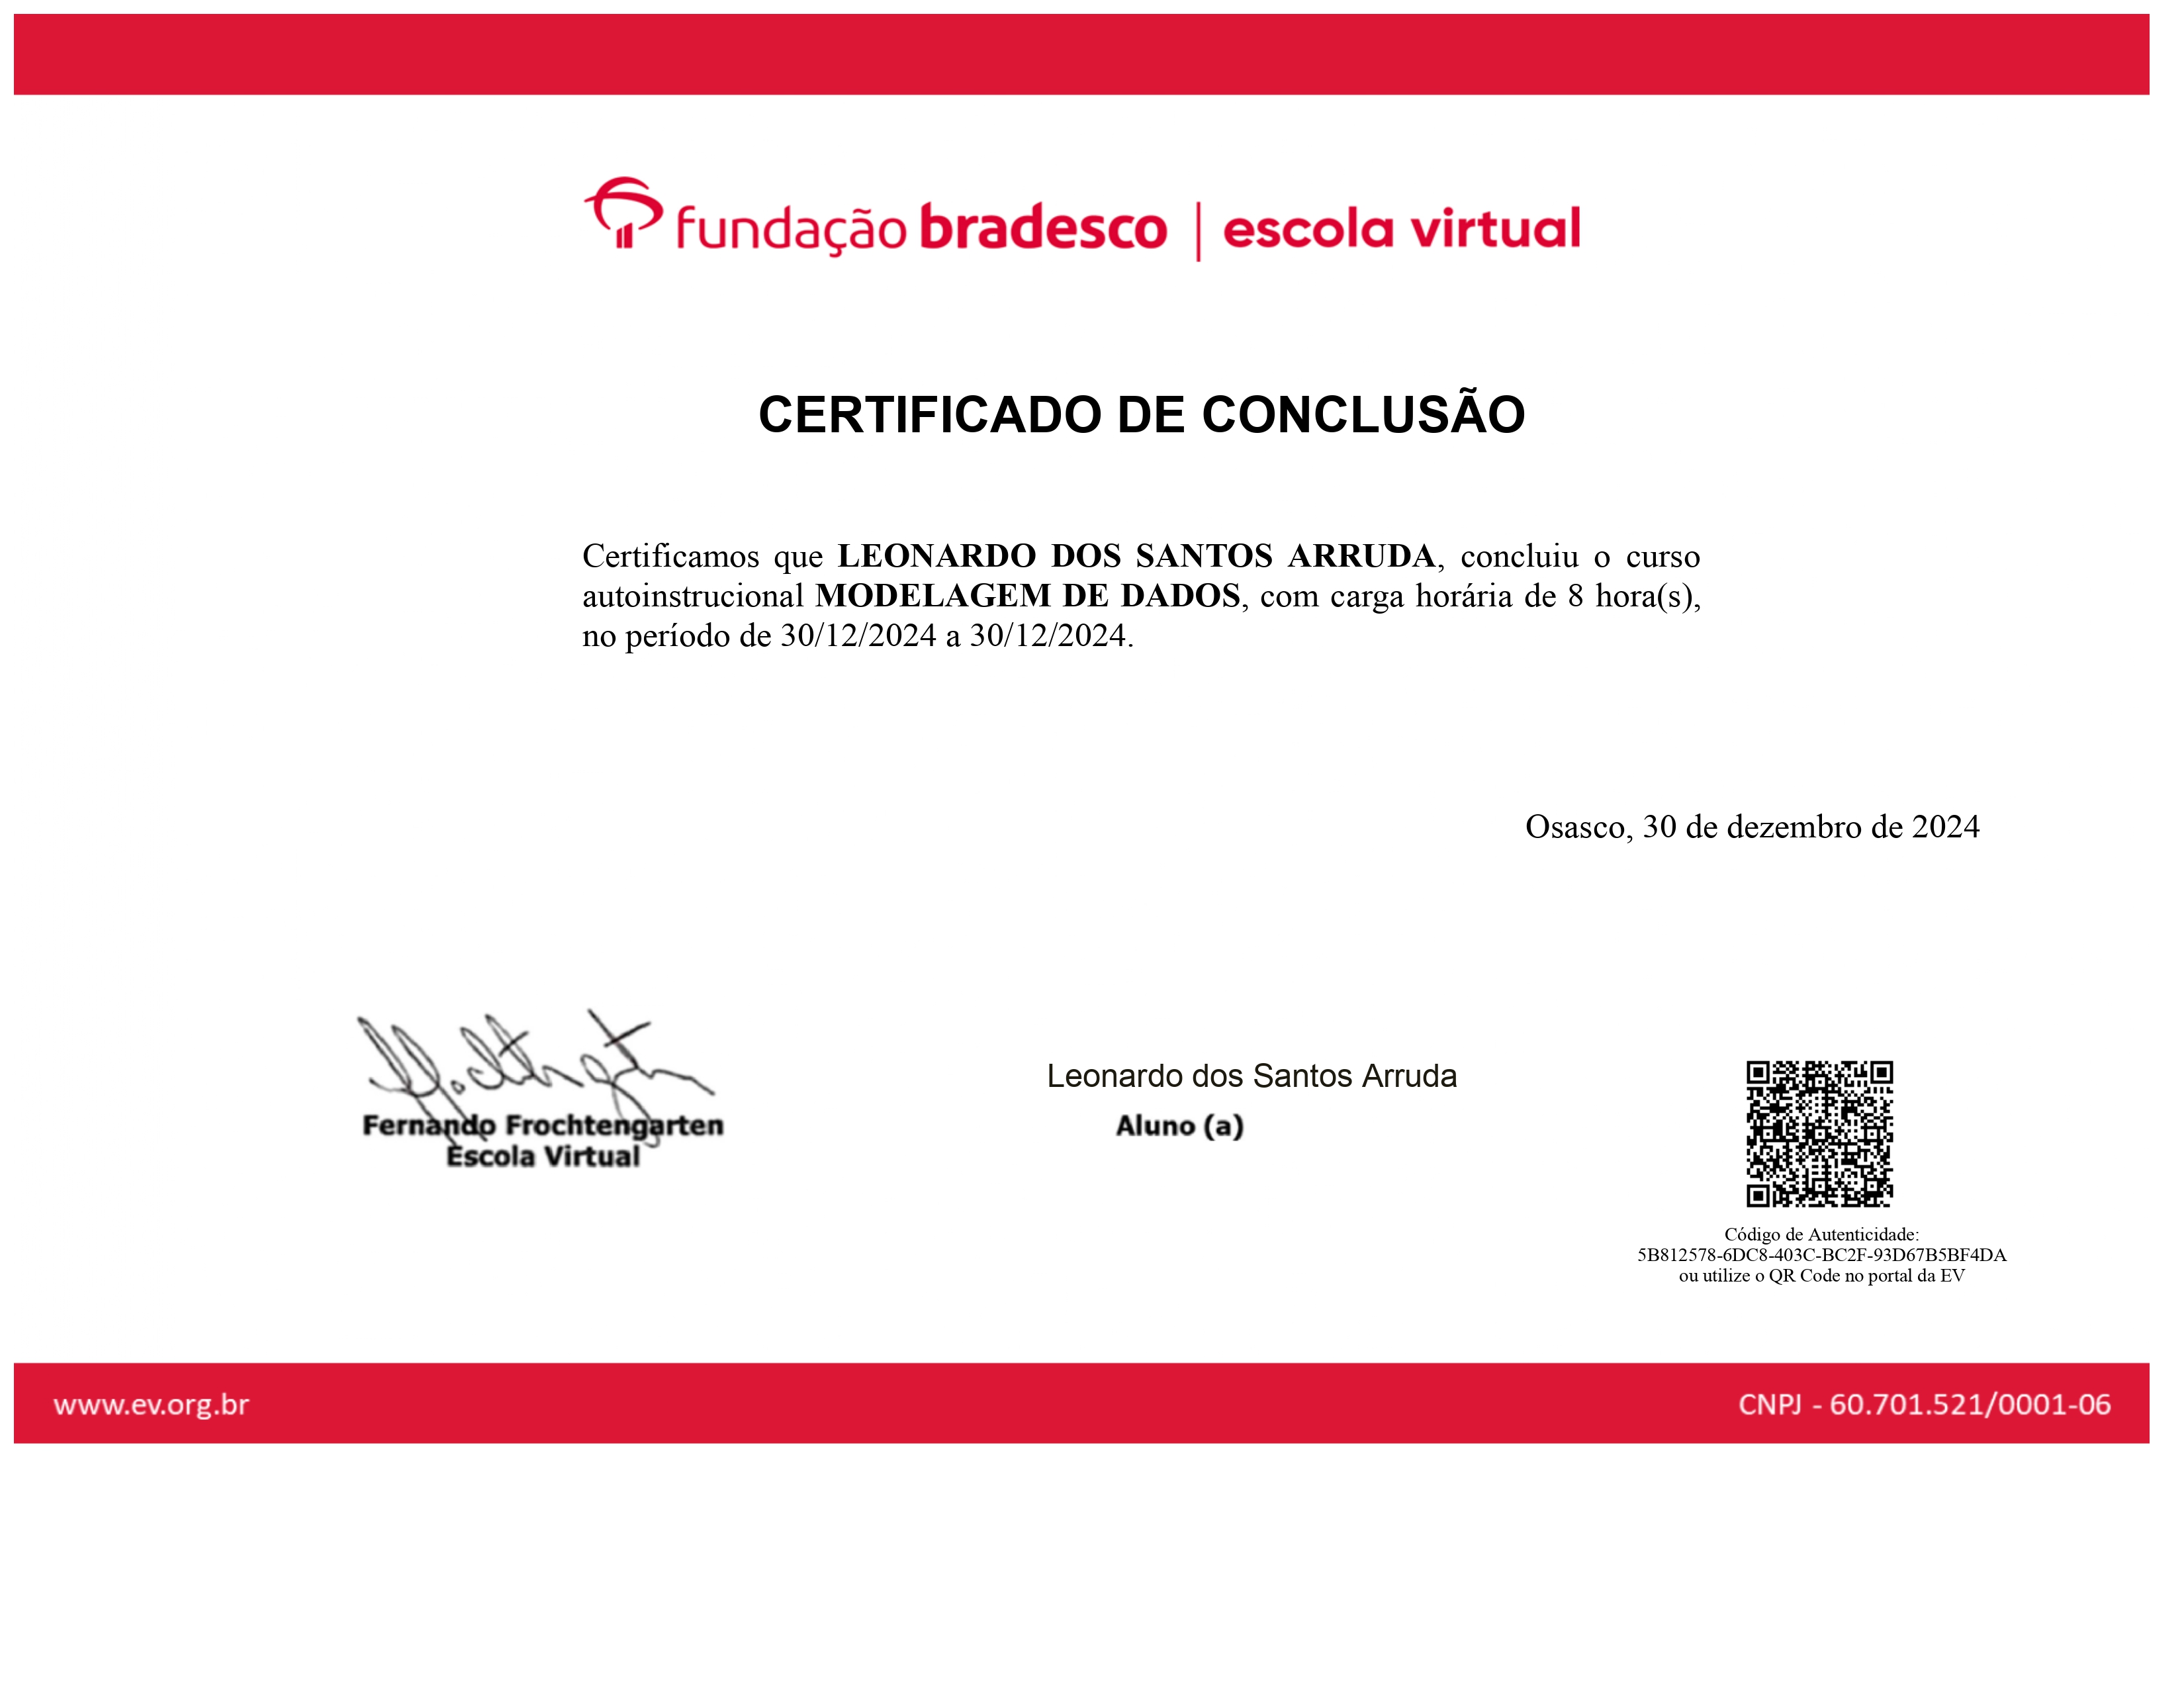 fundação bradesco | escola virtual
CERTIFICADO DE CONCLUSÃO
Certificamos que LEONARDO DOS SANTOS ARRUDA, concluiu o curso
autoinstrucional MODELAGEM DE DADOS, com carga horária de 8 hora(s),
no período de 30/12/2024 a 30/12/2024.
Osasco, 30 de dezembro de 2024
Fernando Frochtengarten
Escola Virtual
Leonardo dos Santos Arruda
Aluno (a)
Código de Autenticidade:
5B812578-6DC8-403C-BC2F-93D67B5BF4DA
ou utilize o QR Code no portal da EV
www.ev.org.br
CNPJ - 60.701.521/0001-06